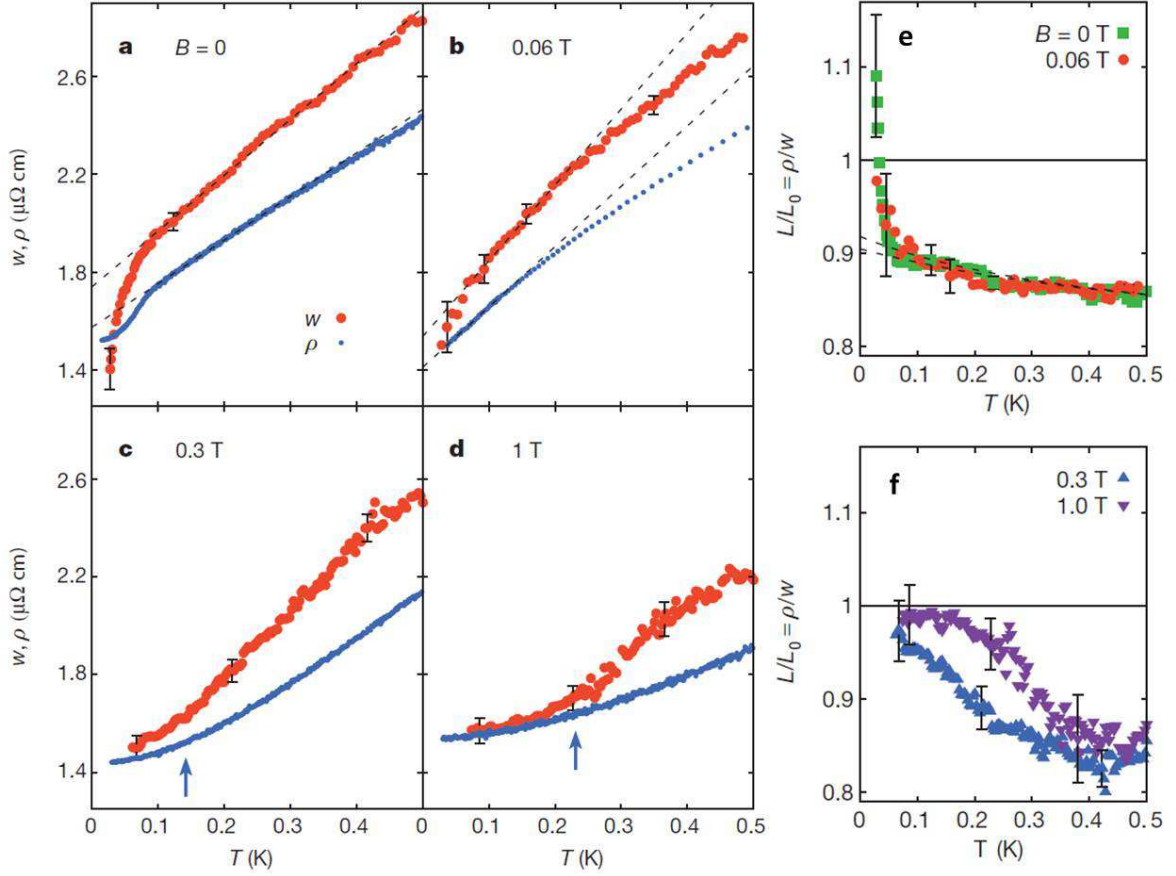 a B = 0
b 0.06 T
2.6
2.2
1.8
1.4
w, ρ (μΩ cm)
w
ρ
c 0.3 T
d 1 T
2.6
2.2
1.8
1.4
w, ρ (μΩ cm)
0 0.1 0.2 0.3 0.4 0 0.1 0.2 0.3 0.4 0.5
T (K)
T (K)
e
B = 0 T
0.06 T
1.1
1
0.9
0.8
L/L0 = ρ/w
0 0.1 0.2 0.3 0.4 0.5
T (K)
f
0.3 T
1.0 T
1.1
1
0.9
0.8
L/L0 = ρ/w
0 0.1 0.2 0.3 0.4 0.5
T (K)